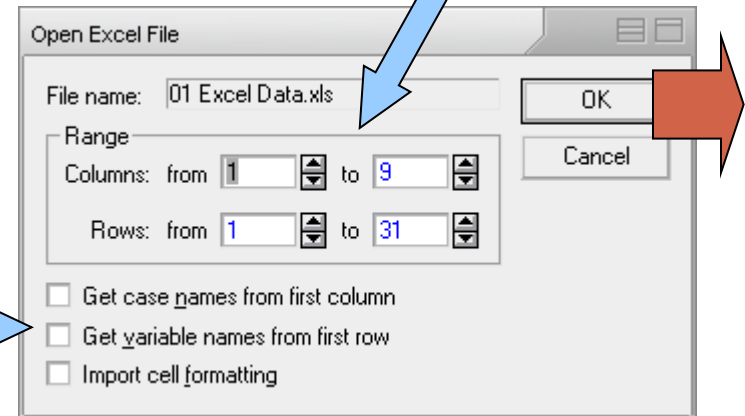 Open Excel File
File name: 01 Excel Data.xls
OK
Range
Cancel
Columns: from 1 to 9
Rows: from 1 to 31
Get case names from first column
Get variable names from first row
Import cell formatting